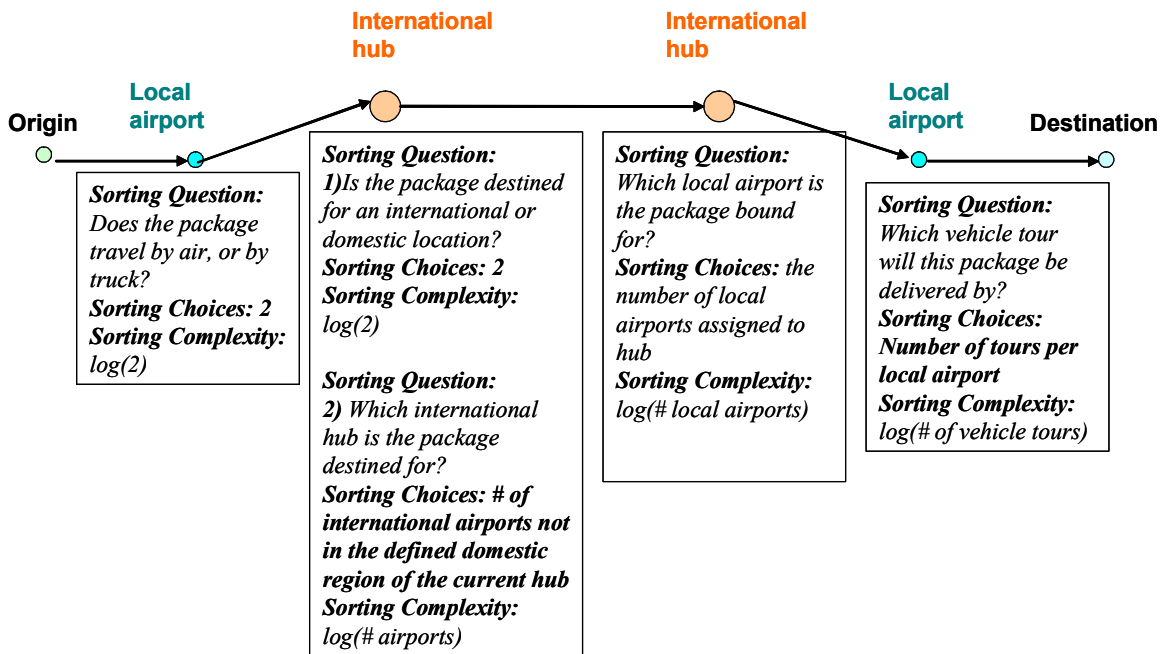 International
hub
International
hub
Local
airport
Local
airport
Origin
Destination
Sorting Question:
Does the package
travel by air, or by
truck?
Sorting Choices: 2
Sorting Complexity:
log(2)
Sorting Question:
1)Is the package destined
for an international or
domestic location?
Sorting Choices: 2
Sorting Complexity:
log(2)
Sorting Question:
2) Which international
hub is the package
destined for?
Sorting Choices: # of
international airports not
in the defined domestic
region of the current hub
Sorting Complexity:
log(# airports)
Sorting Question:
Which local airport is
the package bound
for?
Sorting Choices: the
number of local
airports assigned to
hub
Sorting Complexity:
log(# local airports)
Sorting Question:
Which vehicle tour
will this package be
delivered by?
Sorting Choices:
Number of tours per
local airport
Sorting Complexity:
log(# of vehicle tours)